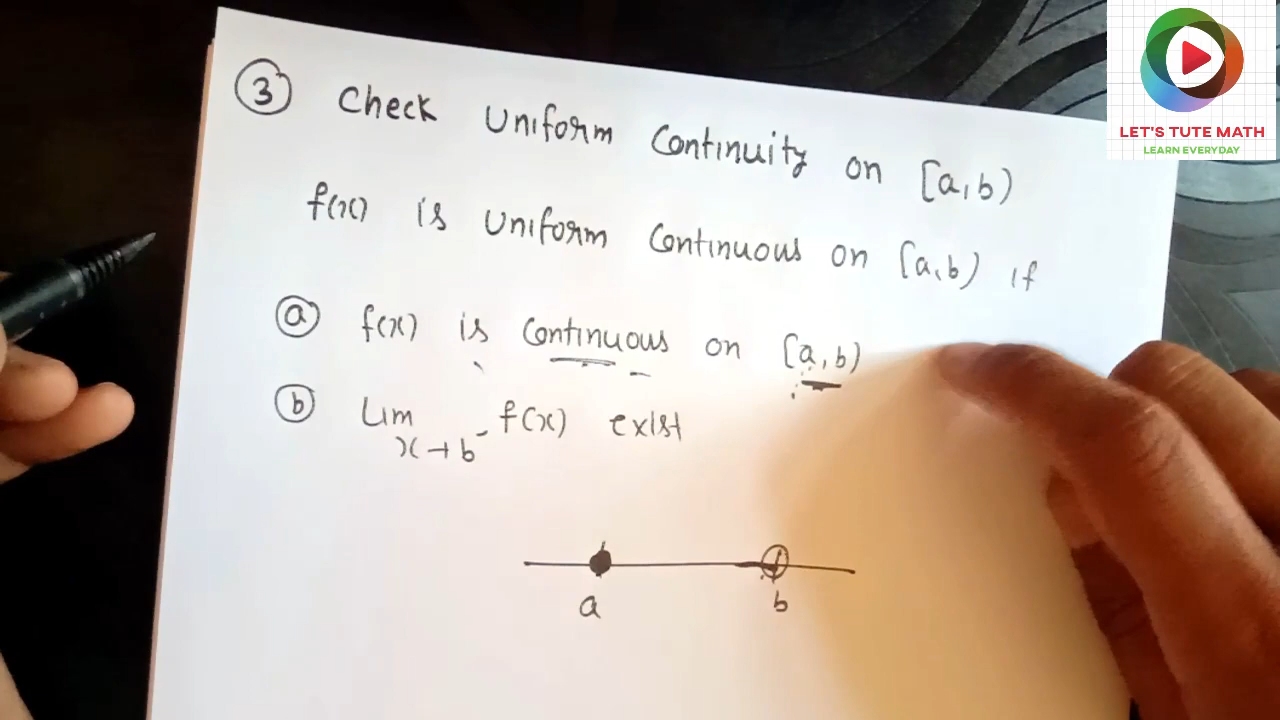 ③ Check Uniform Continuity on [a,b)
f(x) is Uniform Continuous on [a,b) if
ⓐ f(x) is Continuous on [a,b)
ⓑ Lim f(x) exist
x→b⁻
a b
LET'S TUTE MATH
LEARN EVERYDAY